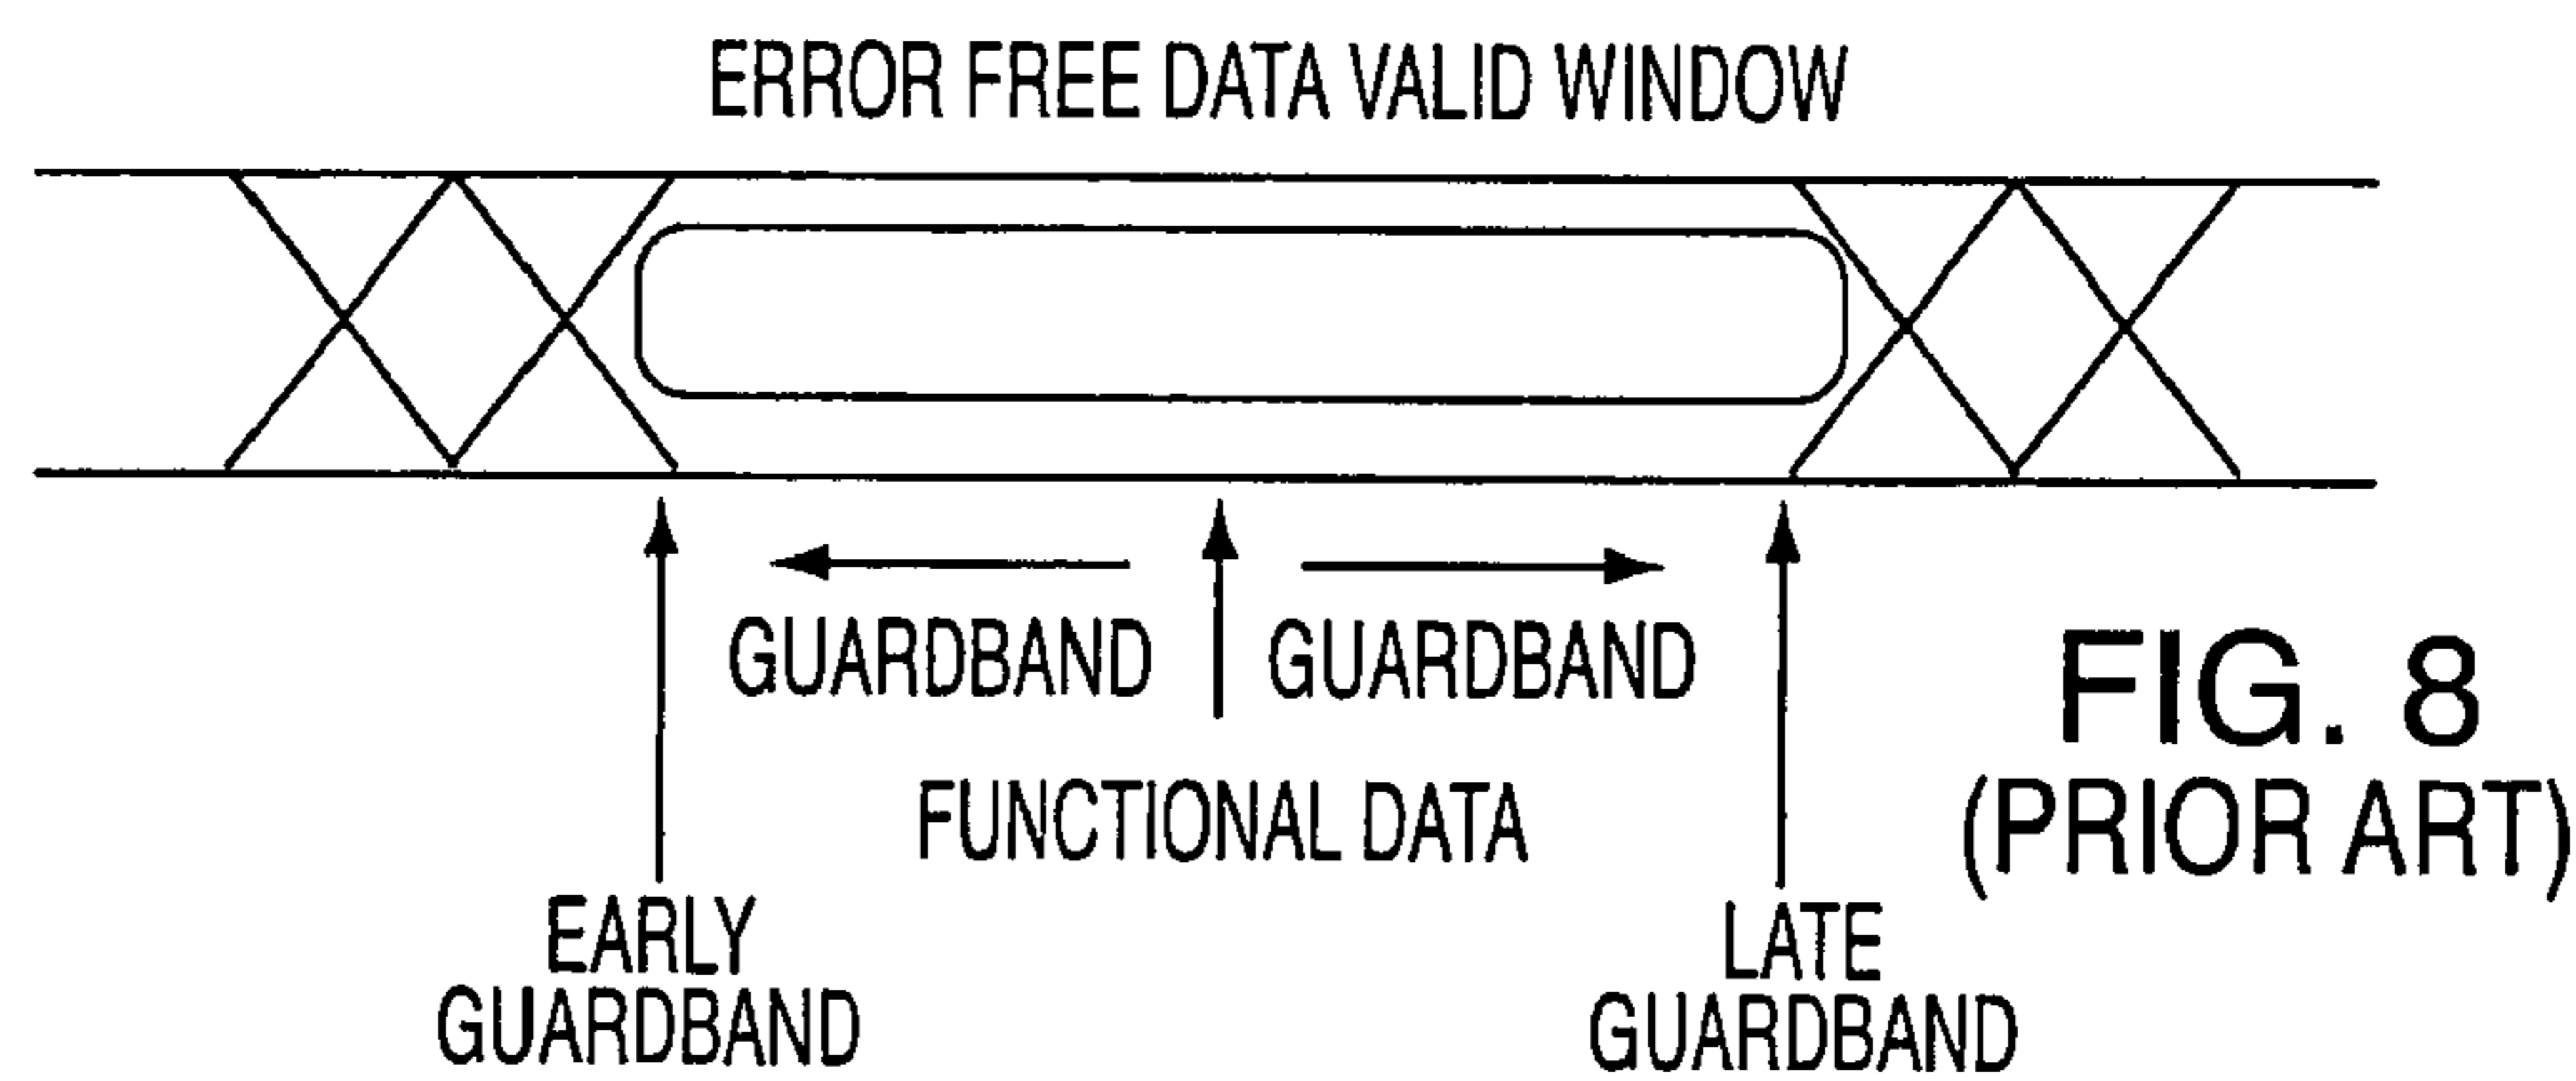 ERROR FREE DATA VALID WINDOW
GUARDBAND GUARDBAND
FUNCTIONAL DATA
EARLY
GUARDBAND
LATE
GUARDBAND
FIG. 8
(PRIOR ART)